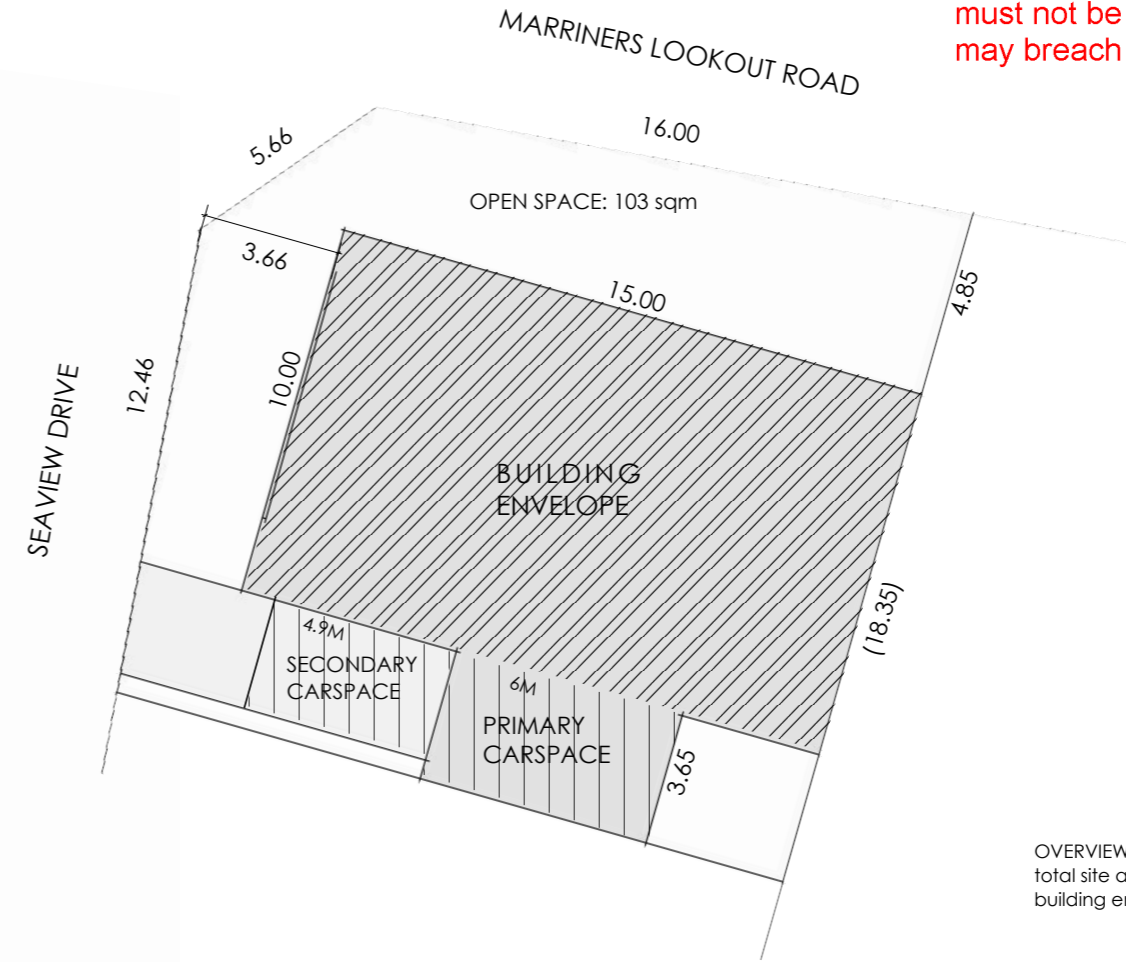 must not be
may breach
MARRINERS LOOKOUT ROAD
5.66
16.00
OPEN SPACE: 103 sqm
3.66
4.85
15.00
10.00
12.46
SEAVIEW DRIVE
BUILDING
ENVELOPE
(18.35)
4.9M
SECONDARY
CARSPACE
6M
PRIMARY
CARSPACE
3.65
OVERVIEW
total site a
building en